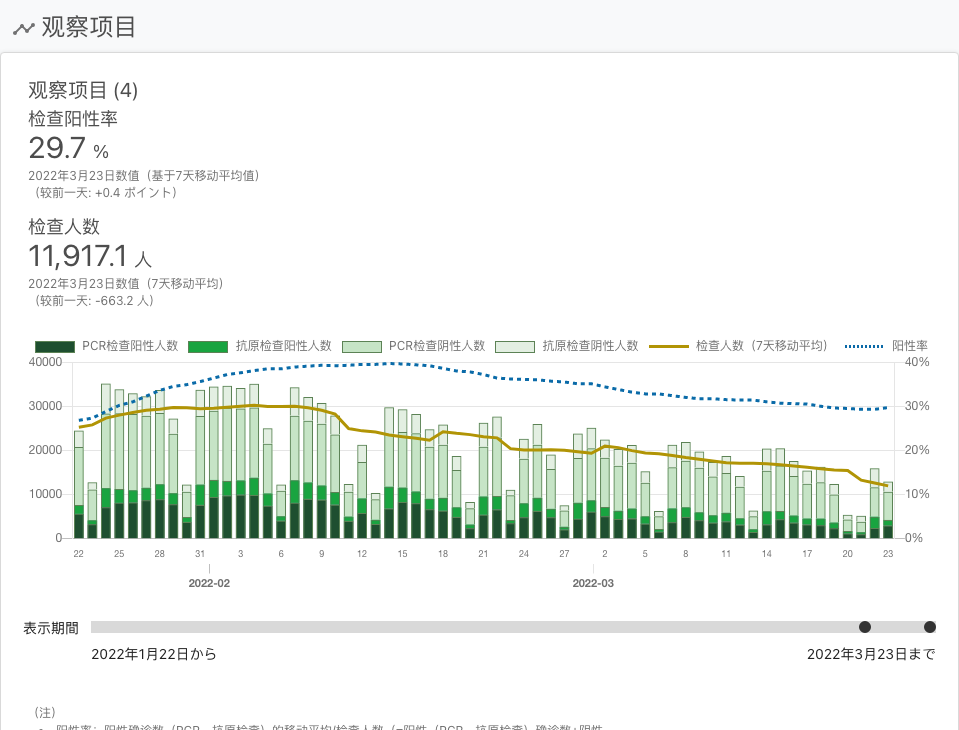 观察项目
观察项目 (4)
检查阳性率
29.7 %
2022年3月23日数值（基于7天移动平均值）
（较前一天: +0.4 ポイント）
检查人数
11,917.1 人
2022年3月23日数值（7天移动平均）
（较前一天: -663.2 人）
PCR检查阳性人数 抗原检查阳性人数 PCR检查阴性人数 抗原检查阴性人数 检查人数（7天移动平均） 阳性率
40000 40%
30000 30%
20000 20%
10000 10%
0 0%
22 25 28 31 3 6 9 12 15 18 21 24 27 2 5 8 11 14 17 20 23
2022-02 2022-03
表示期間
2022年1月22日から 2022年3月23日まで
（注）